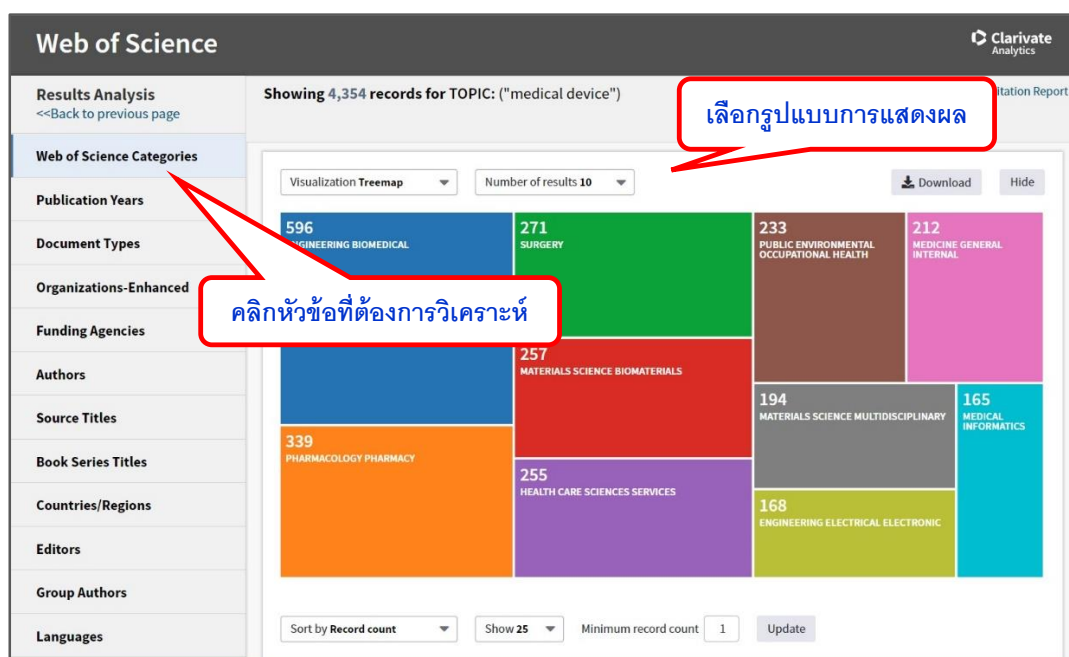 Web of Science
Clarivate
Analytics
Results Analysis
<<Back to previous page
Showing 4,354 records for TOPIC: ("medical device")
เลือกรูปแบบการแสดงผล
Report
Web of Science Categories
Publication Years
Document Types
Organizations-Enhanced
Funding Agencies
Authors
Source Titles
Book Series Titles
Countries/Regions
Editors
Group Authors
Languages
Visualization Treemap
Number of results 10
Download
Hide
596
ENGINEERING BIOMEDICAL
271
SURGERY
233
PUBLIC ENVIRONMENTAL
OCCUPATIONAL HEALTH
212
MEDICINE GENERAL
INTERNAL
คลิกหัวข้อที่ต้องการวิเคราะห์
257
MATERIALS SCIENCE BIOMATERIALS
194
MATERIALS SCIENCE MULTIDISCIPLINARY
165
MEDICAL
INFORMATICS
339
PHARMACOLOGY PHARMACY
255
HEALTH CARE SCIENCES SERVICES
168
ENGINEERING ELECTRICAL ELECTRONIC
Sort by Record count
Show 25
Minimum record count 1
Update